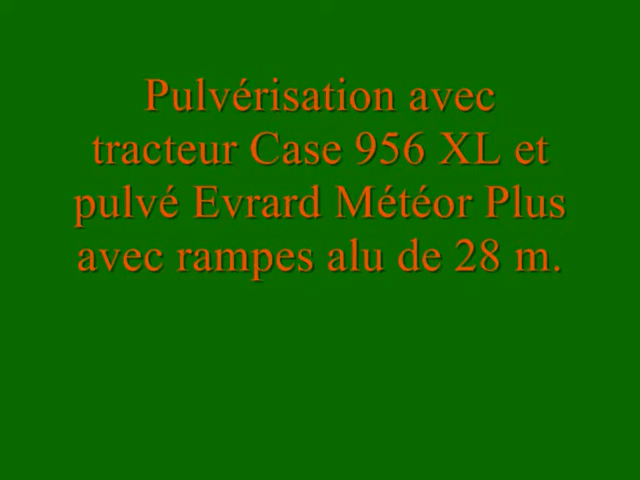 Pulvérisation avec
tracteur Case 956 XL et
pulvé Evrard Météor Plus
avec rampes alu de 28 m.